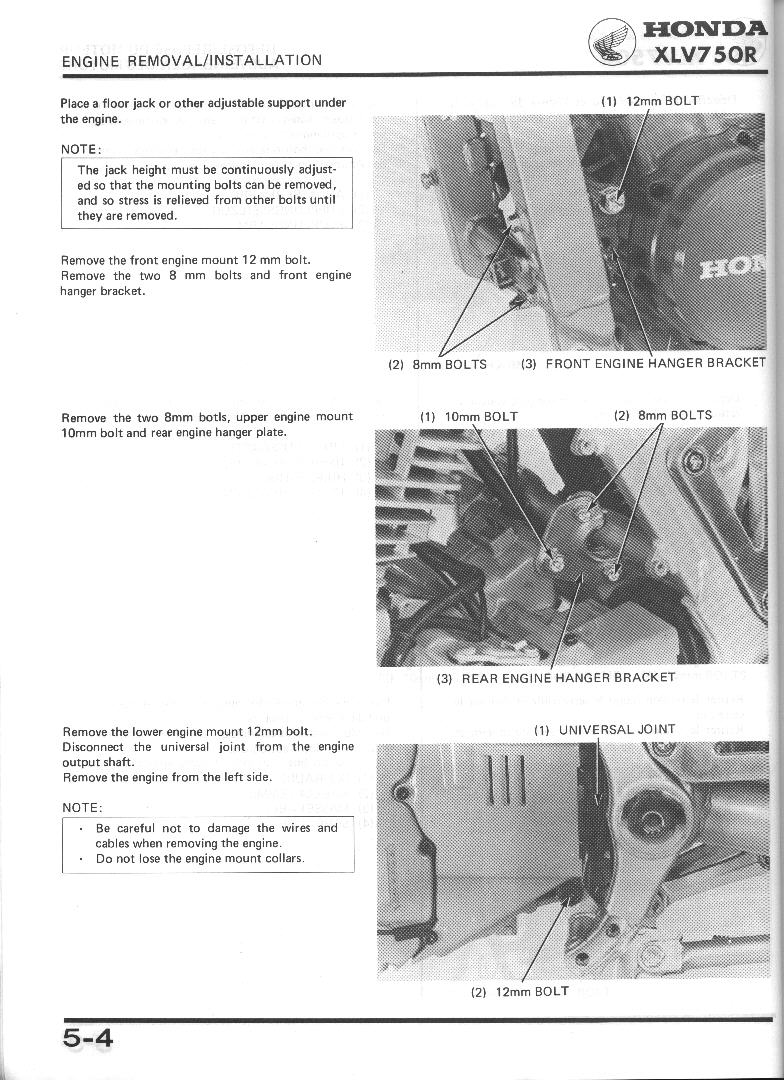 HONDA
XLV750R
ENGINE REMOVAL/INSTALLATION
Place a floor jack or other adjustable support under
the engine.
NOTE:
The jack height must be continuously adjust-
ed so that the mounting bolts can be removed,
and so stress is relieved from other bolts until
they are removed.
Remove the front engine mount 12 mm bolt.
Remove the two 8 mm bolts and front engine
hanger bracket.
(1) 12mm BOLT
HON
(2) 8mm BOLTS (3) FRONT ENGINE HANGER BRACKET
Remove the two 8mm botls, upper engine mount
10mm bolt and rear engine hanger plate.
(1) 10mm BOLT (2) 8mm BOLTS
(3) REAR ENGINE HANGER BRACKET
Remove the lower engine mount 12mm bolt.
Disconnect the universal joint from the engine
output shaft.
Remove the engine from the left side.
NOTE:
· Be careful not to damage the wires and
cables when removing the engine.
· Do not lose the engine mount collars.
(1) UNIVERSAL JOINT
(2) 12mm BOLT
5-4